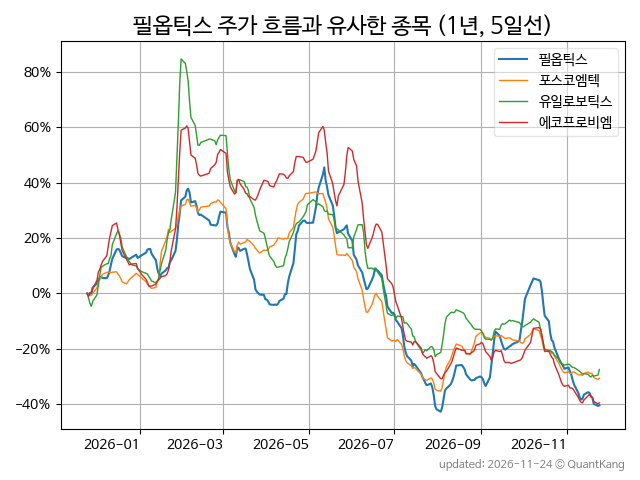 필옵틱스 주가 흐름과 유사한 종목 (1년, 5일선)
필옵틱스
포스코엠텍
유일로보틱스
에코프로비엠
80%
60%
40%
20%
0%
−20%
−40%
2026-01
2026-03
2026-05
2026-07
2026-09
2026-11
updated: 2026-11-24 © QuantKang